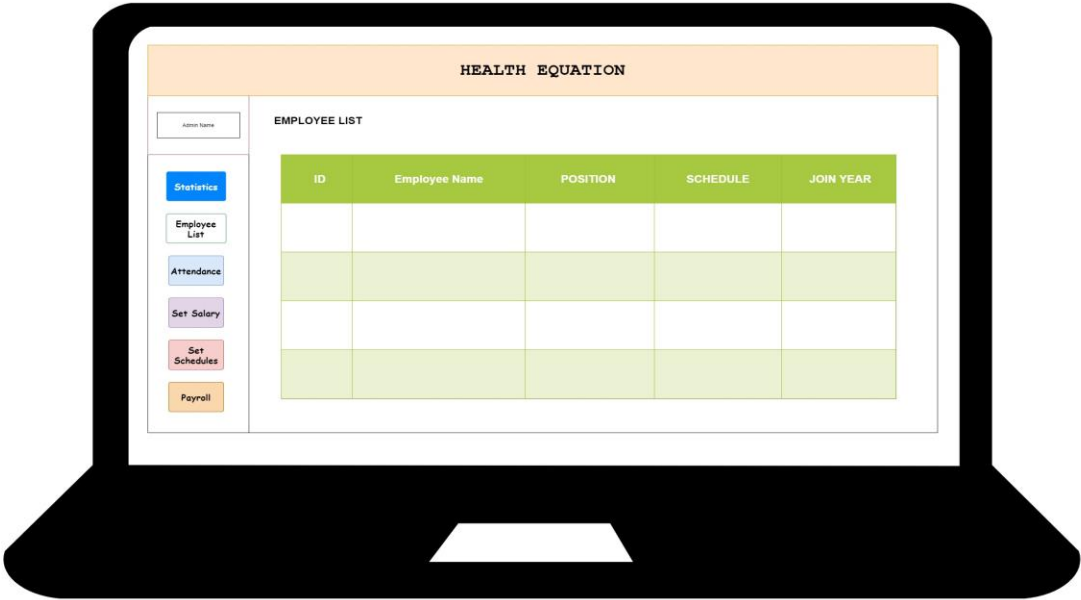 HEALTH EQUATION
Admin Name
EMPLOYEE LIST
Statistics
Employee
List
Attendance
Set Salary
Set
Schedules
Payroll
ID Employee Name POSITION SCHEDULE JOIN YEAR